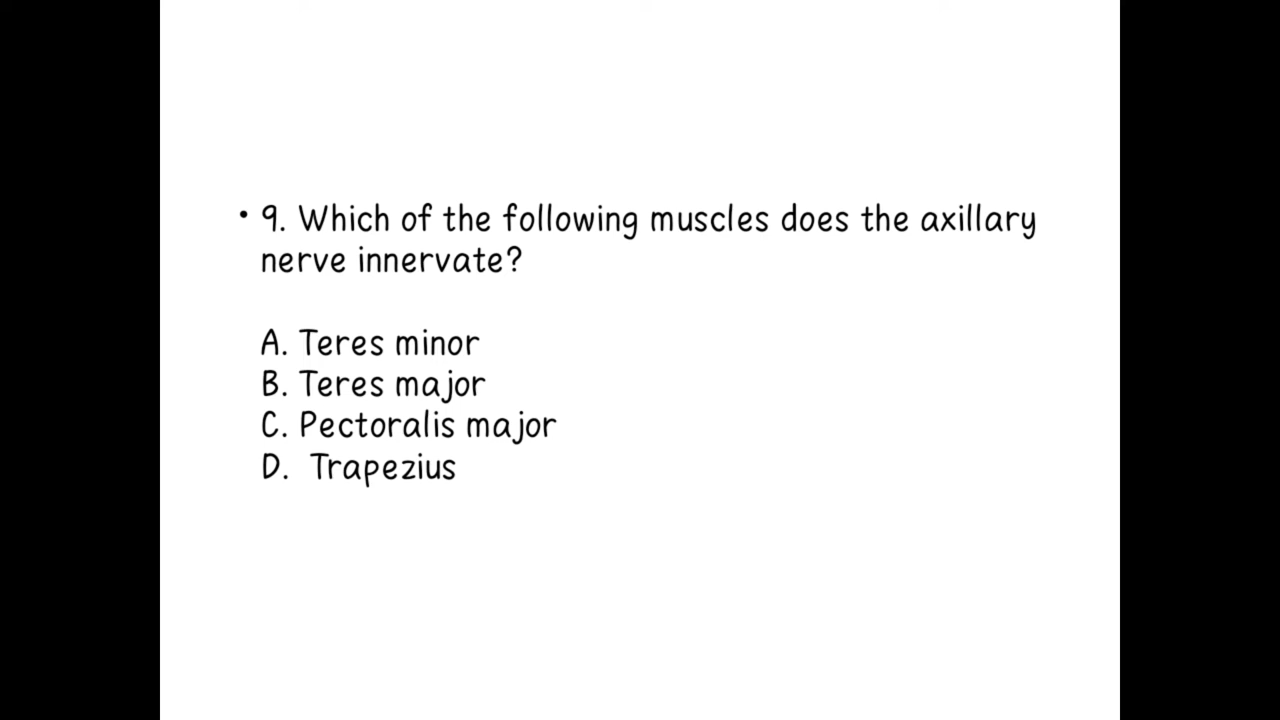 • 9. Which of the following muscles does the axillary
nerve innervate?
A. Teres minor
B. Teres major
C. Pectoralis major
D. Trapezius